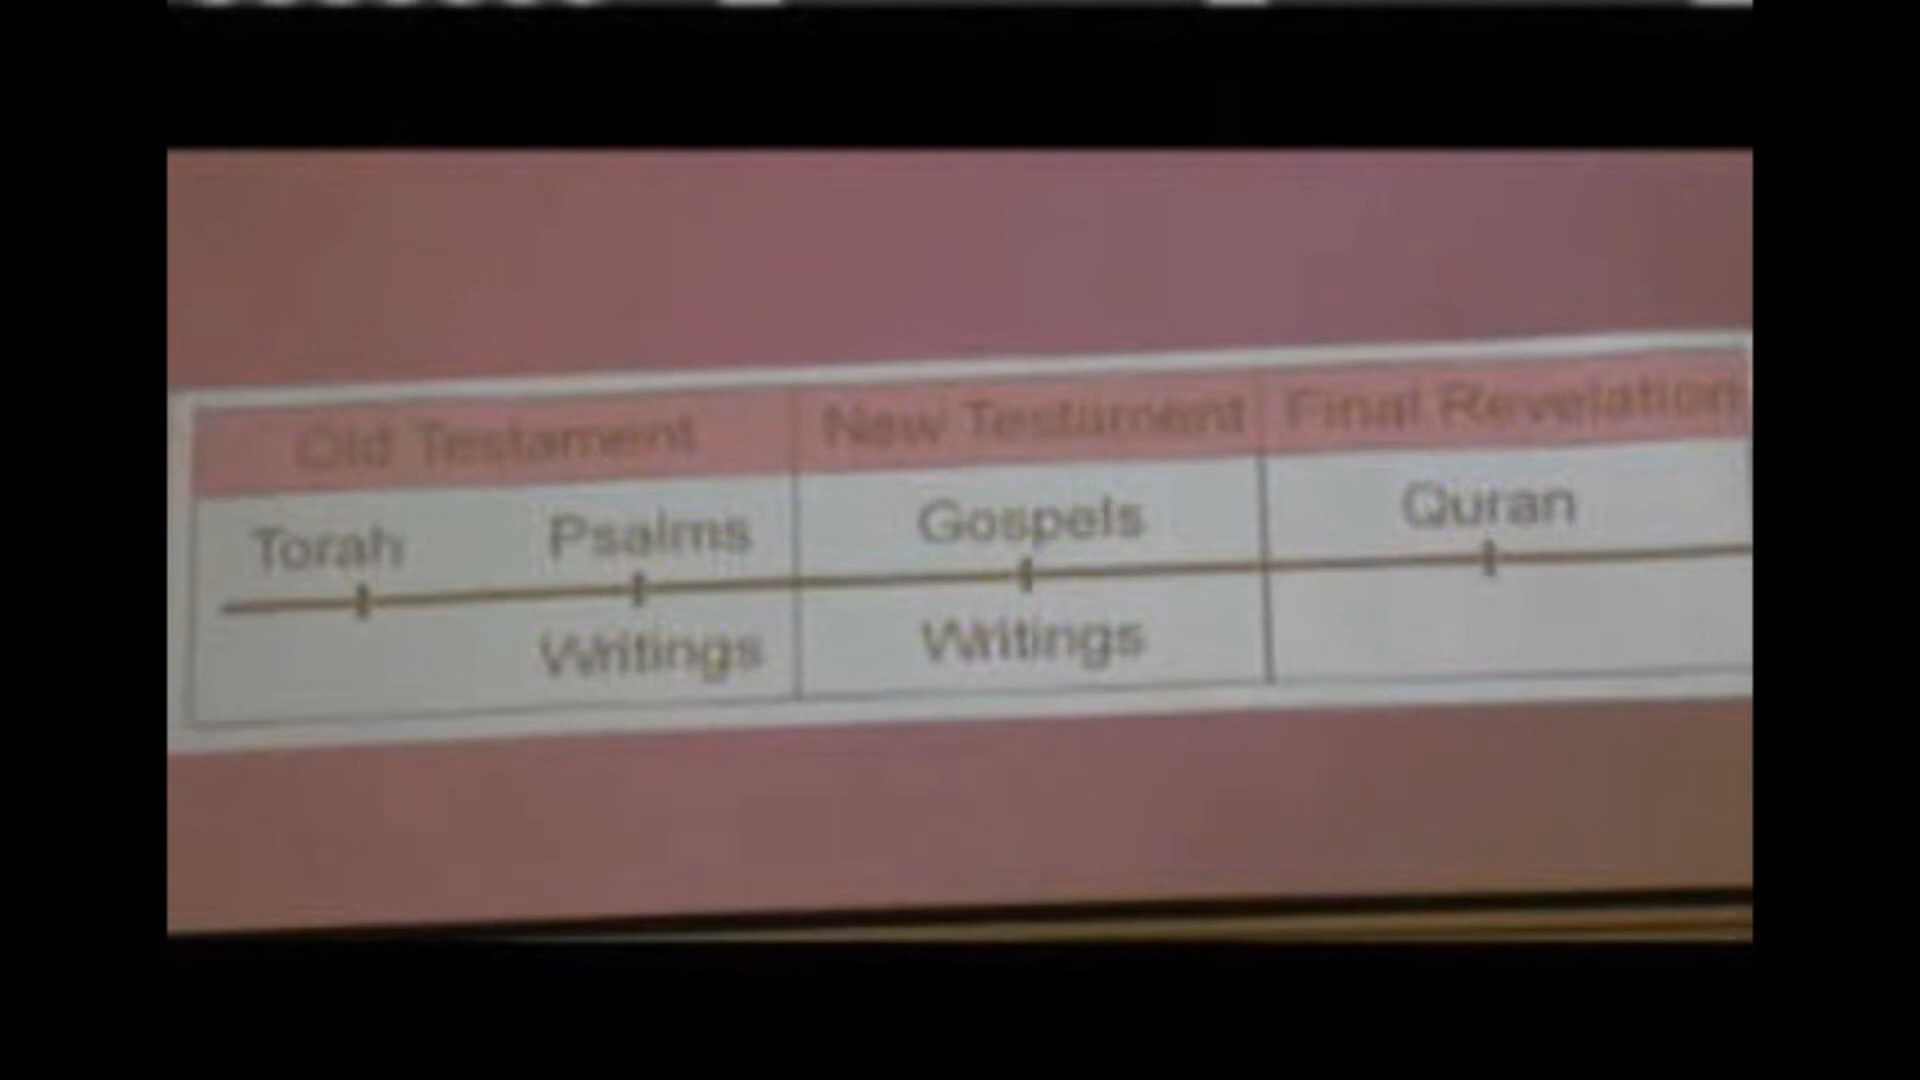 Old Testament New Testament Final Revelation
Torah Psalms Gospels Quran
Writings Writings